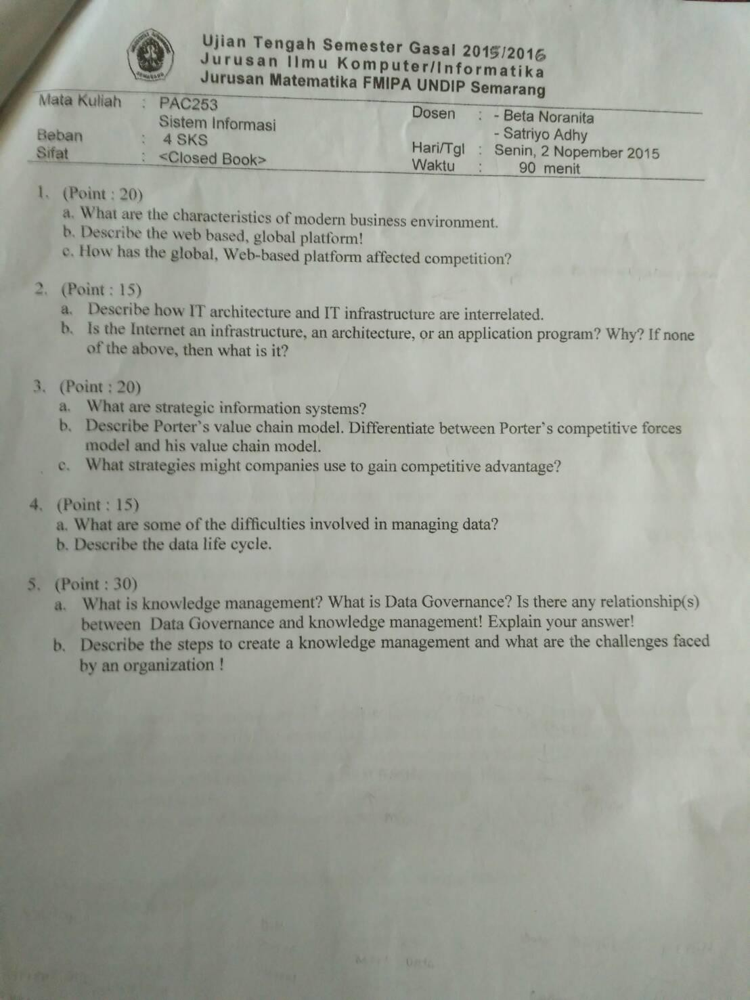 Ujian Tengah Semester Gasal 2015/2016
Jurusan Ilmu Komputer/Informatika
Jurusan Matematika FMIPA UNDIP Semarang
SEMARANG
Mata Kuliah : PAC253
Sistem Informasi
Beban : 4 SKS
Sifat : <Closed Book>
Dosen : - Beta Noranita
- Satriyo Adhy
Hari/Tgl : Senin, 2 Nopember 2015
Waktu : 90 menit
1. (Point : 20)
a. What are the characteristics of modern business environment.
b. Describe the web based, global platform!
c. How has the global, Web-based platform affected competition?
2. (Point : 15)
a. Describe how IT architecture and IT infrastructure are interrelated.
b. Is the Internet an infrastructure, an architecture, or an application program? Why? If none
of the above, then what is it?
3. (Point : 20)
a. What are strategic information systems?
b. Describe Porter`s value chain model. Differentiate between Porter`s competitive forces
model and his value chain model.
c. What strategies might companies use to gain competitive advantage?
4. (Point : 15)
a. What are some of the difficulties involved in managing data?
b. Describe the data life cycle.
5. (Point : 30)
a. What is knowledge management? What is Data Governance? Is there any relationship(s)
between Data Governance and knowledge management! Explain your answer!
b. Describe the steps to create a knowledge management and what are the challenges faced
by an organization !